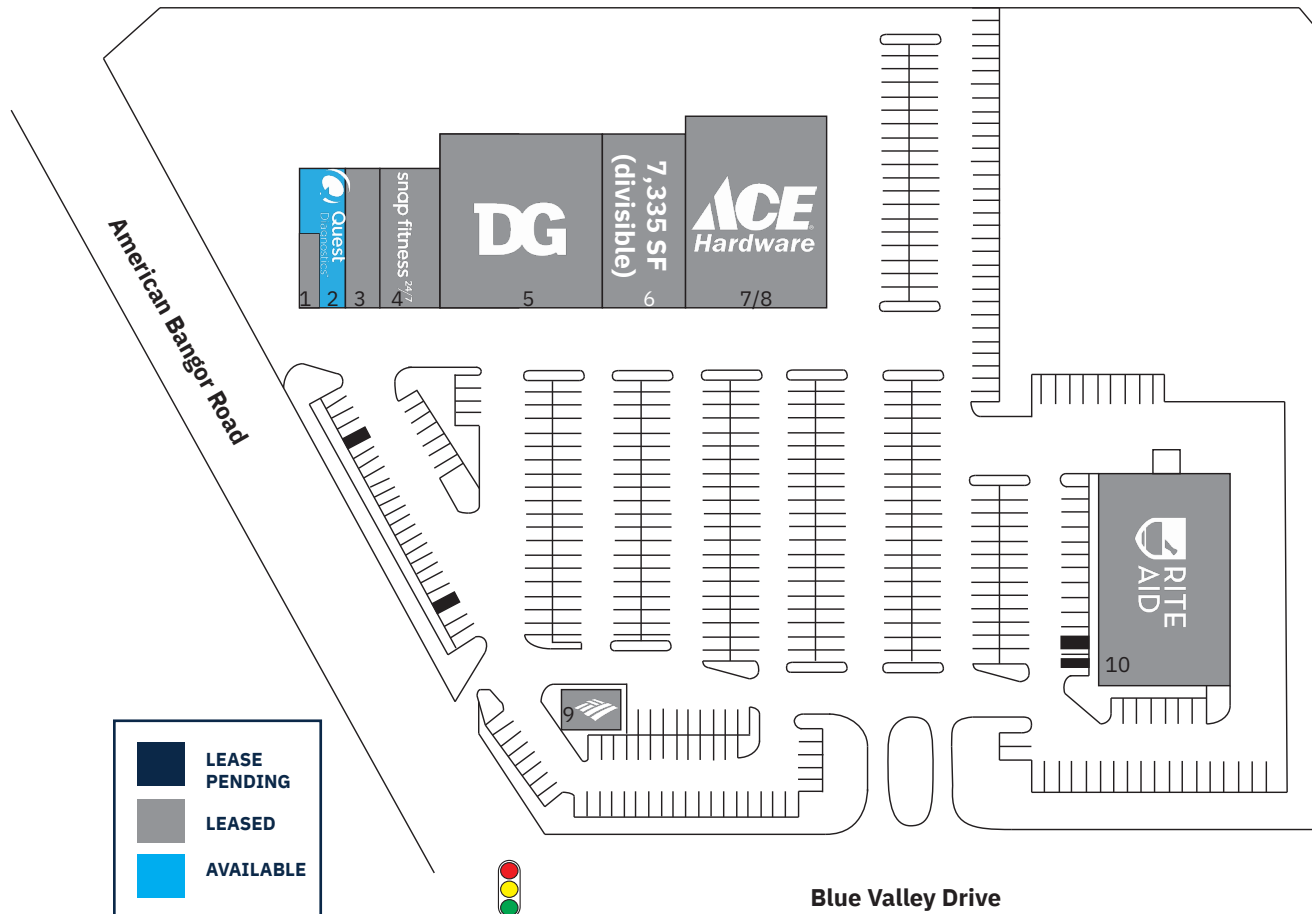 American Bangor Road
Quest
Diagnostics
snap fitness 24/7
DG
7,335 SF
(divisible)
ACE
Hardware
1
2
3
4
5
6
7/8
RITE
AID
10
9
LEASE
PENDING
LEASED
AVAILABLE
Blue Valley Drive